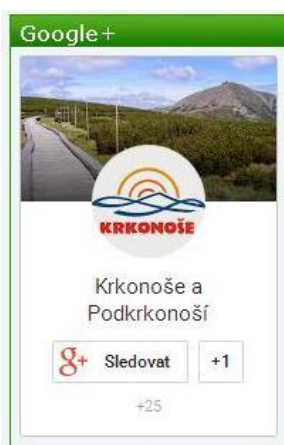 Google+
KRKONOŠE
Krkonoše a
Podkrkonoší
g+ Sledovat +1
+25